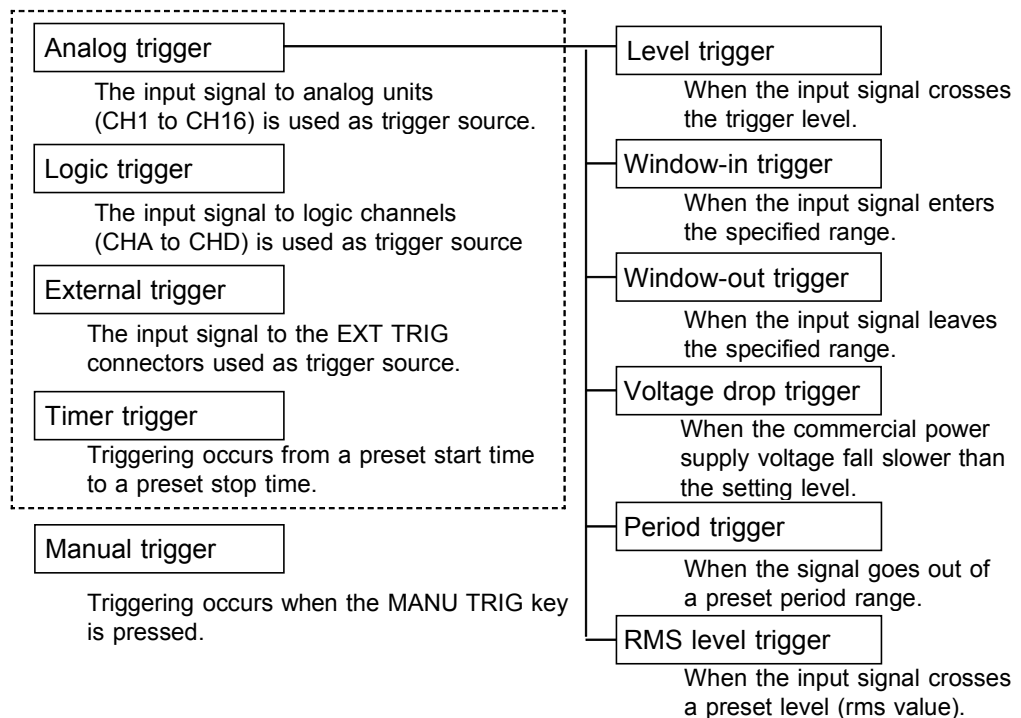 Analog trigger
The input signal to analog units
(CH1 to CH16) is used as trigger source.
Logic trigger
The input signal to logic channels
(CHA to CHD) is used as trigger source
External trigger
The input signal to the EXT TRIG
connectors used as trigger source.
Timer trigger
Triggering occurs from a preset start time
to a preset stop time.
Manual trigger
Triggering occurs when the MANU TRIG key
is pressed.
Level trigger
When the input signal crosses
the trigger level.
Window-in trigger
When the input signal enters
the specified range.
Window-out trigger
When the input signal leaves
the specified range.
Voltage drop trigger
When the commercial power
supply voltage fall slower than
the setting level.
Period trigger
When the signal goes out of
a preset period range.
RMS level trigger
When the input signal crosses
a preset level (rms value).